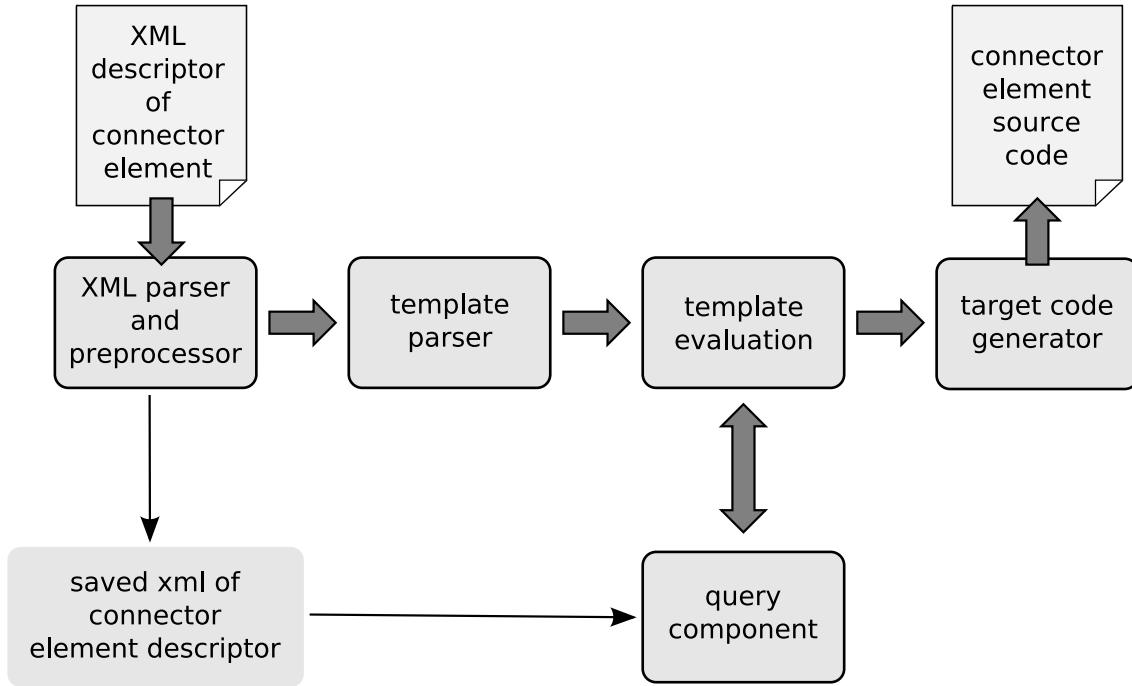 XML
descriptor
of
connector
element
connector
element
source
code
XML parser
and
preprocessor
template
parser
template
evaluation
target code
generator
saved xml of
connector
element descriptor
query
component